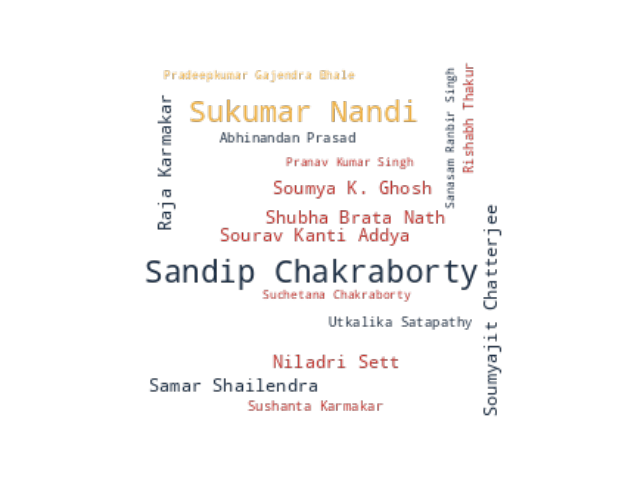 Pradeepkumar Gajendra Bhale
Sukumar Nandi
Abhinandan Prasad
Raja Karmakar
Sanasam Ranbir Singh
Rishabh Thakur
Pranav Kumar Singh
Soumya K. Ghosh
Shubha Brata Nath
Sourav Kanti Addya
Sandip Chakraborty
Suchetana Chakraborty
Soumyajit Chatterjee
Utkalika Satapathy
Niladri Sett
Samar Shailendra
Sushanta Karmakar